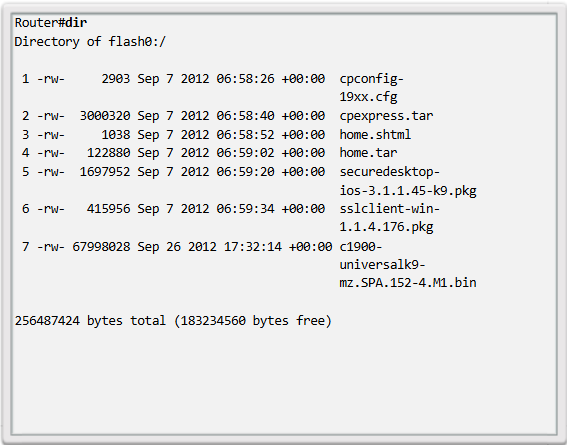 Router#dir
Directory of flash0:/
1 -rw- 2903 Sep 7 2012 06:58:26 +00:00 cpconfig-
19xx.cfg
2 -rw- 3000320 Sep 7 2012 06:58:40 +00:00 cpexpress.tar
3 -rw- 1038 Sep 7 2012 06:58:52 +00:00 home.shtml
4 -rw- 122880 Sep 7 2012 06:59:02 +00:00 home.tar
5 -rw- 1697952 Sep 7 2012 06:59:20 +00:00 securedesktop-
ios-3.1.1.45-k9.pkg
6 -rw- 415956 Sep 7 2012 06:59:34 +00:00 sslclient-win-
1.1.4.176.pkg
7 -rw- 67998028 Sep 26 2012 17:32:14 +00:00 c1900-
universalk9-
mz.SPA.152-4.M1.bin
256487424 bytes total (183234560 bytes free)